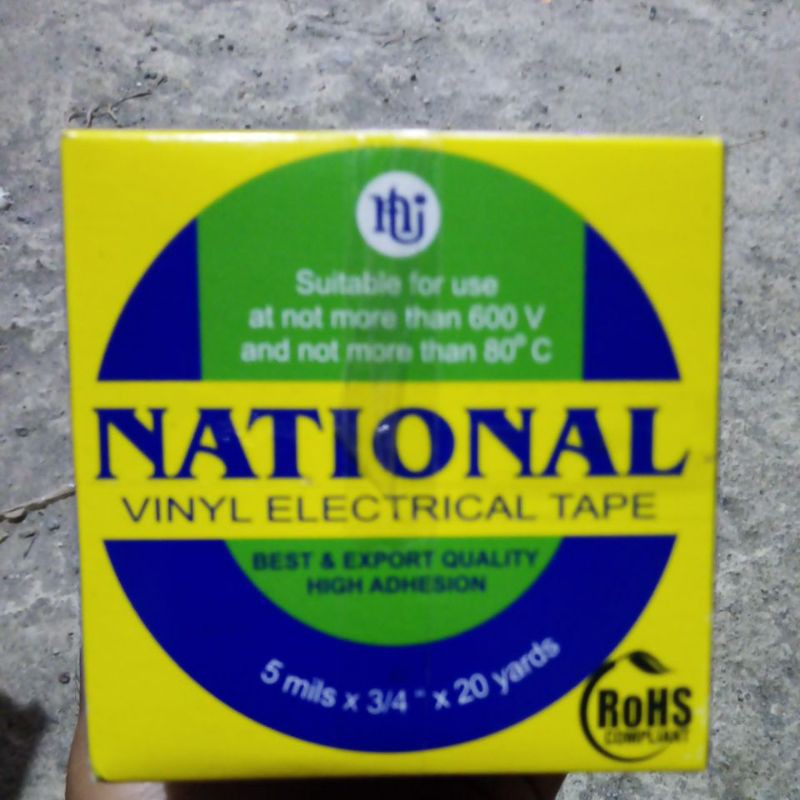 Suitable for use
at not more than 600 V
and not more than 80° C
NATIONAL
VINYL ELECTRICAL TAPE
BEST & EXPORT QUALITY
HIGH ADHESION
5 mils x 3/4 " x 20 yards
RoHS
COMPLIANT